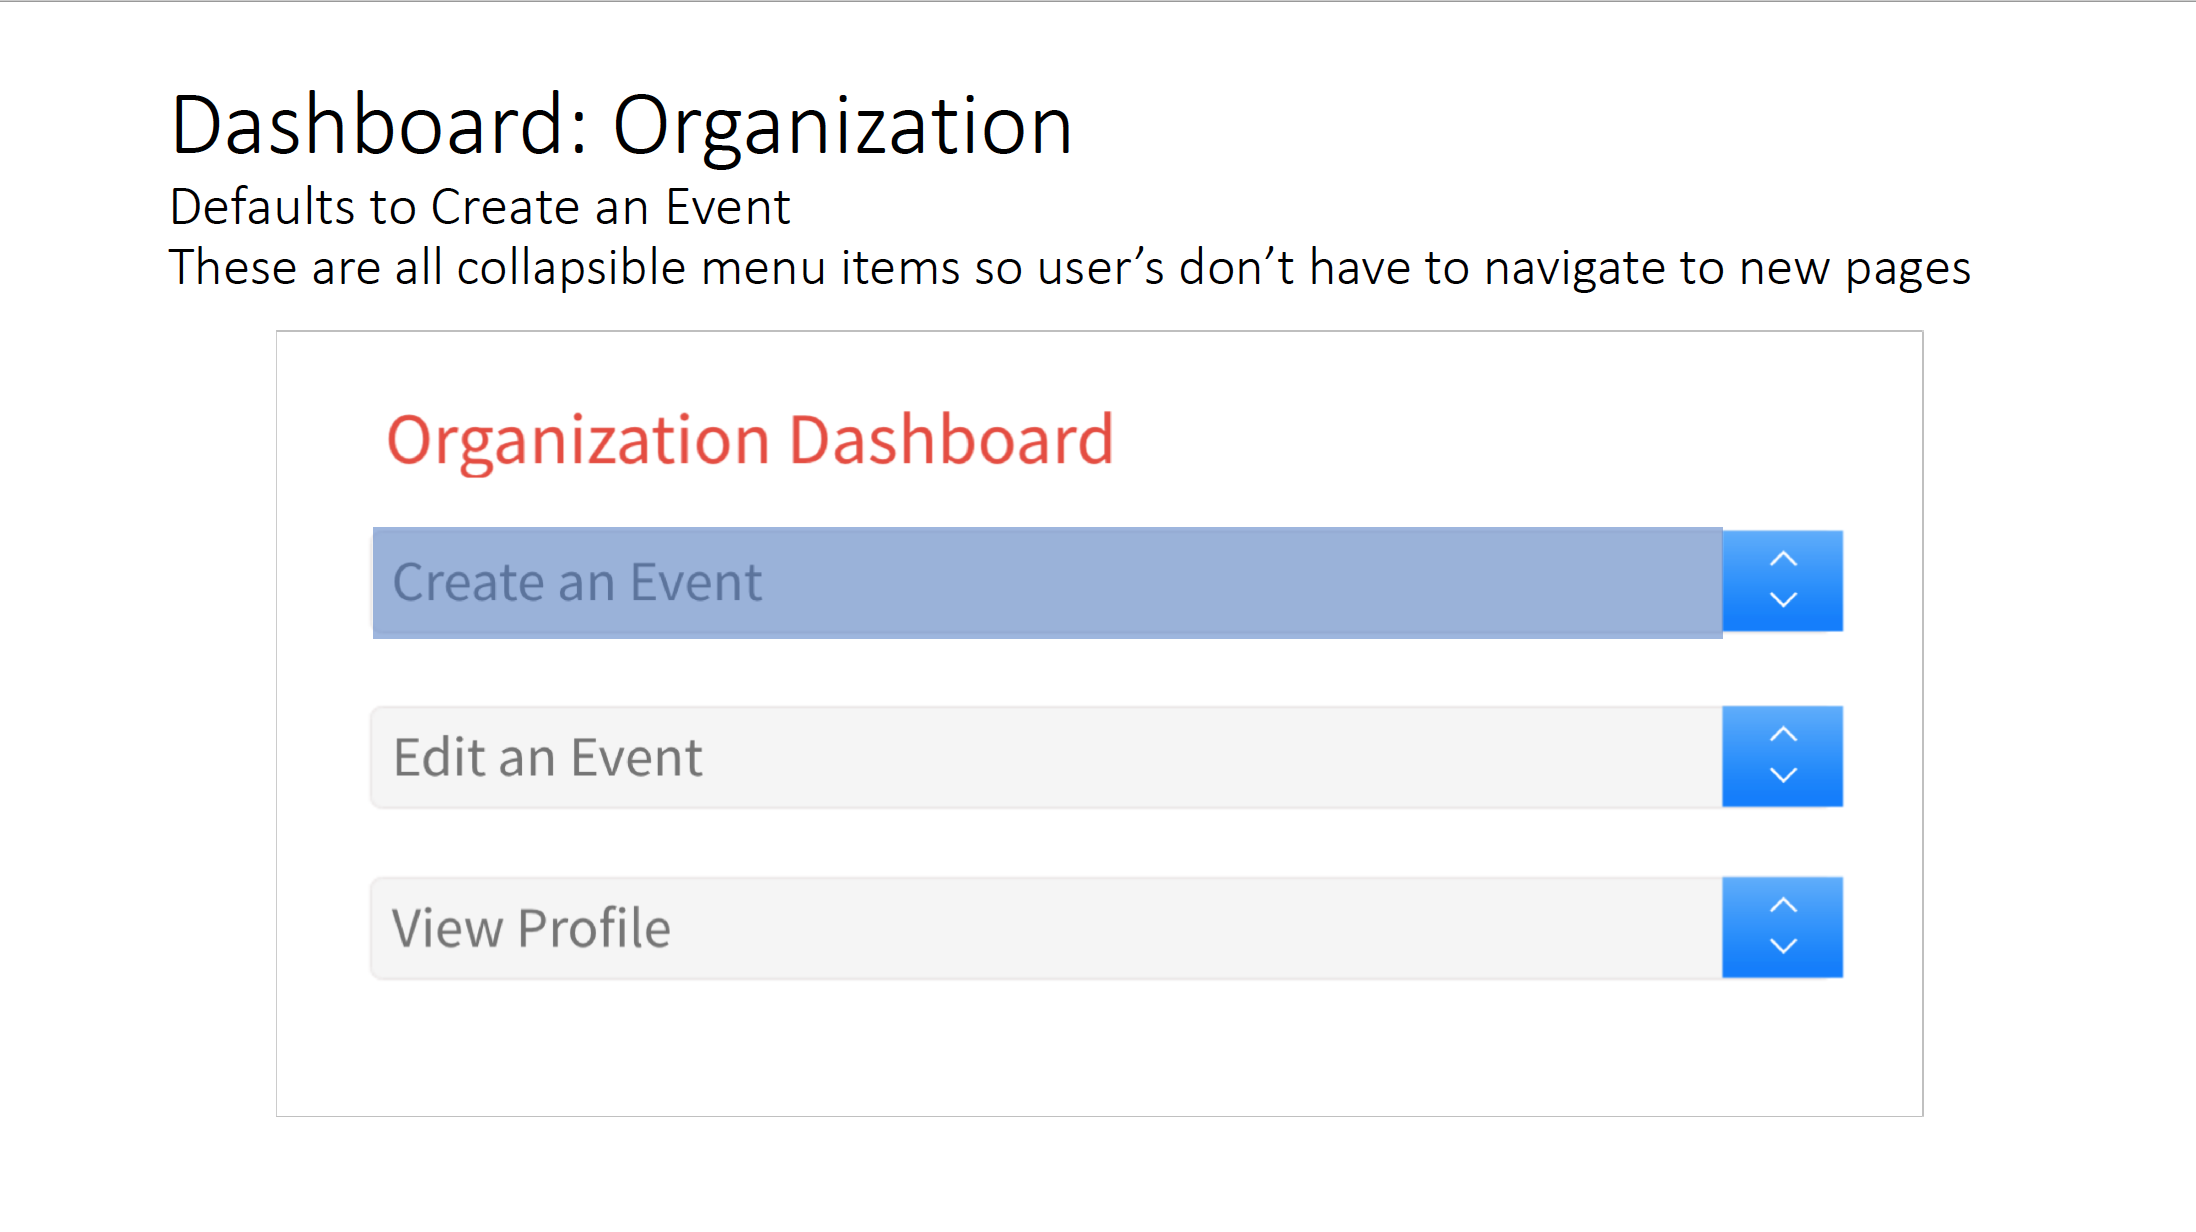 Dashboard: Organization
Defaults to Create an Event
These are all collapsible menu items so user’s don’t have to navigate to new pages
Organization Dashboard
Create an Event
Edit an Event
View Profile